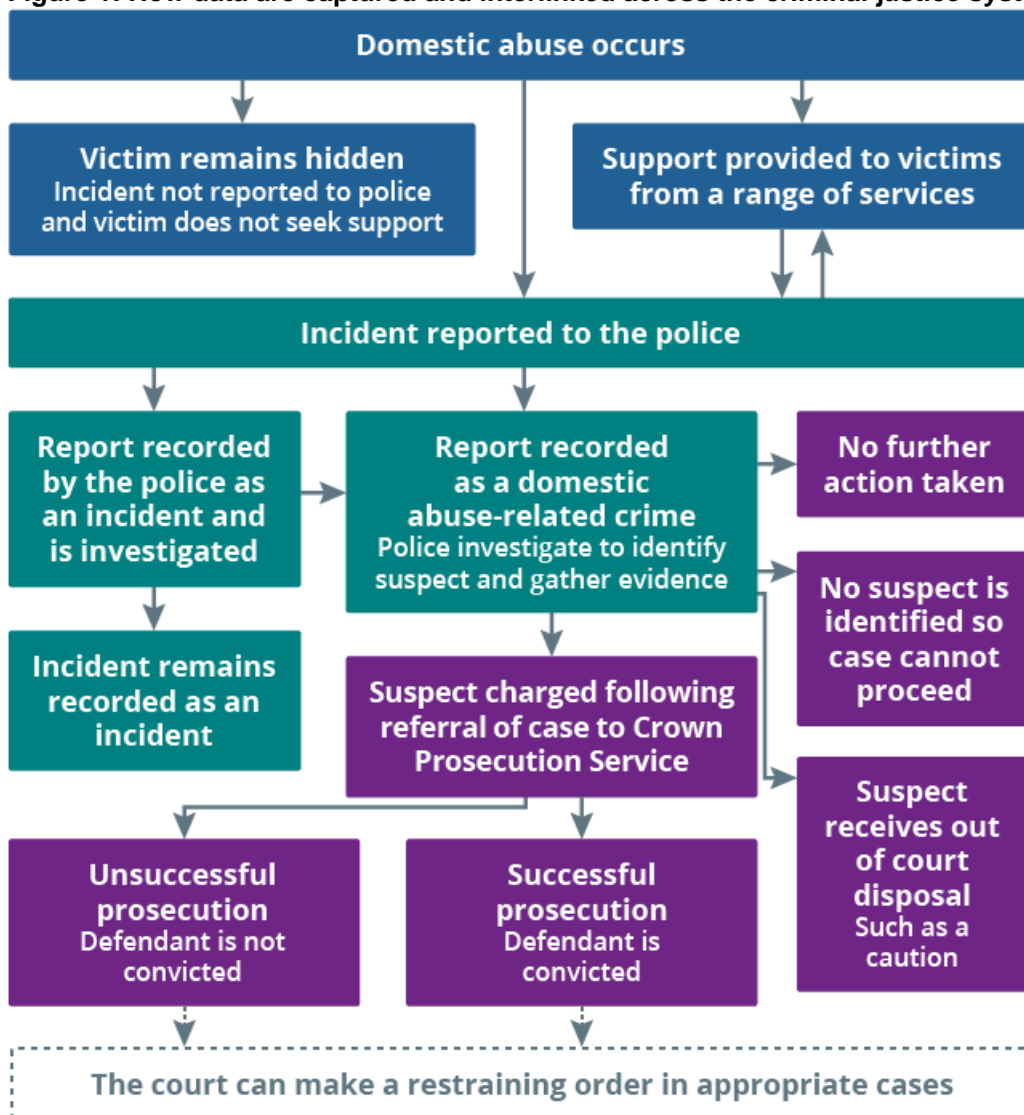 Domestic abuse occurs
Victim remains hidden
Incident not reported to police
and victim does not seek support
Support provided to victims
from a range of services
Incident reported to the police
Report recorded
by the police as
an incident and
is investigated
Report recorded
as a domestic
abuse-related crime
Police investigate to identify
suspect and gather evidence
No further
action taken
No suspect is
identified so
case cannot
proceed
Incident remains
recorded as an
incident
Suspect charged following
referral of case to Crown
Prosecution Service
Suspect
receives out
of court
disposal
Such as a
caution
Unsuccessful
prosecution
Defendant is not
convicted
Successful
prosecution
Defendant is
convicted
The court can make a restraining order in appropriate cases